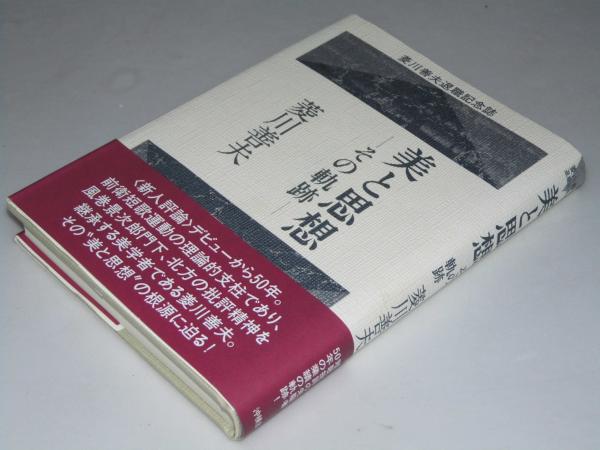 菱川善夫退職記念誌
美と思想
―その軌跡―
菱川善夫
〈新人評論〉デビューから50年。
前衛短歌運動の理論的支柱であり、
風巻景次郎門下、北方の批評精神を
継承する美学者である菱川善夫。
その“美と思想”の根源に迫る！
美と思想
その軌跡
菱川善夫